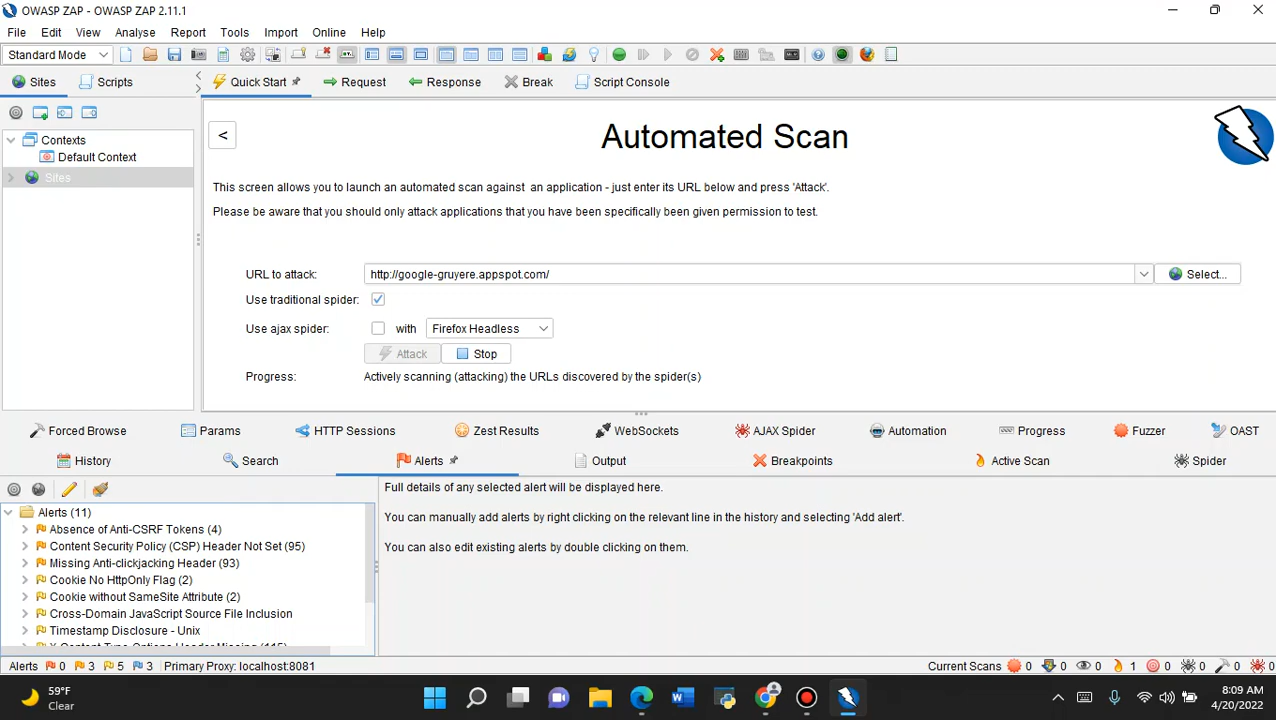 OWASP ZAP - OWASP ZAP 2.11.1
File Edit View Analyse Report Tools Import Online Help
Standard Mode
Sites Scripts Quick Start Request Response Break Script Console
<
Automated Scan
Contexts
Default Context
Sites
This screen allows you to launch an automated scan against an application - just enter its URL below and press 'Attack'.
Please be aware that you should only attack applications that you have been specifically been given permission to test.
URL to attack: http://google-gruyere.appspot.com/ Select...
Use traditional spider:
Use ajax spider: with Firefox Headless
Attack Stop
Progress: Actively scanning (attacking) the URLs discovered by the spider(s)
Forced Browse Params HTTP Sessions Zest Results WebSockets AJAX Spider Automation Progress Fuzzer OAST
History Search Alerts Output Breakpoints Active Scan Spider
Full details of any selected alert will be displayed here.
You can manually add alerts by right clicking on the relevant line in the history and selecting 'Add alert'.
You can also edit existing alerts by double clicking on them.
Alerts (11)
Absence of Anti-CSRF Tokens (4)
Content Security Policy (CSP) Header Not Set (95)
Missing Anti-clickjacking Header (93)
Cookie No HttpOnly Flag (2)
Cookie without SameSite Attribute (2)
Cross-Domain JavaScript Source File Inclusion
Timestamp Disclosure - Unix
X-Content-Type-Options Header Missing (115)
Alerts 0 3 5 3 Primary Proxy: localhost:8081 Current Scans 0 0 0 1 0 0 0 0
59°F
Clear
8:09 AM
4/20/2022